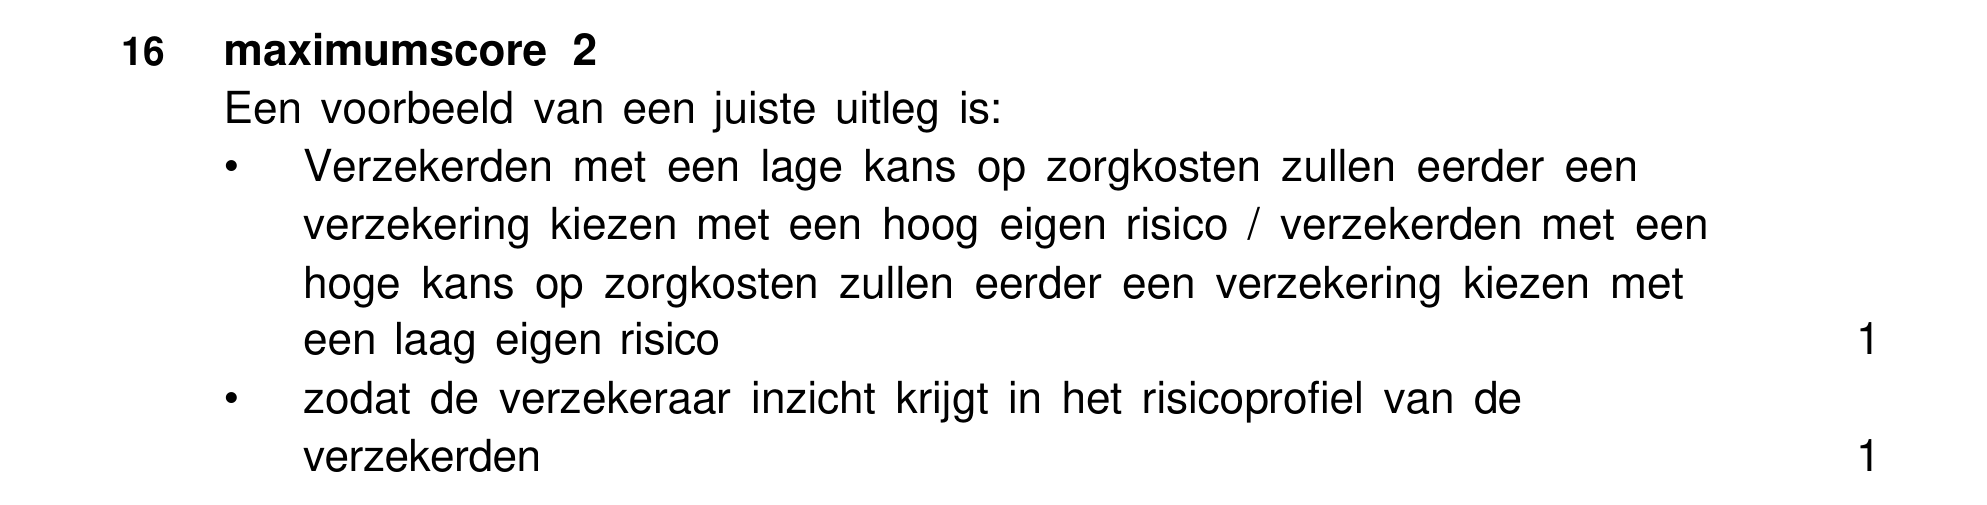 16 maximumscore 2
Een voorbeeld van een juiste uitleg is:
• Verzekerden met een lage kans op zorgkosten zullen eerder een
verzekering kiezen met een hoog eigen risico / verzekerden met een
hoge kans op zorgkosten zullen eerder een verzekering kiezen met
een laag eigen risico 1
• zodat de verzekeraar inzicht krijgt in het risicoprofiel van de
verzekerden 1